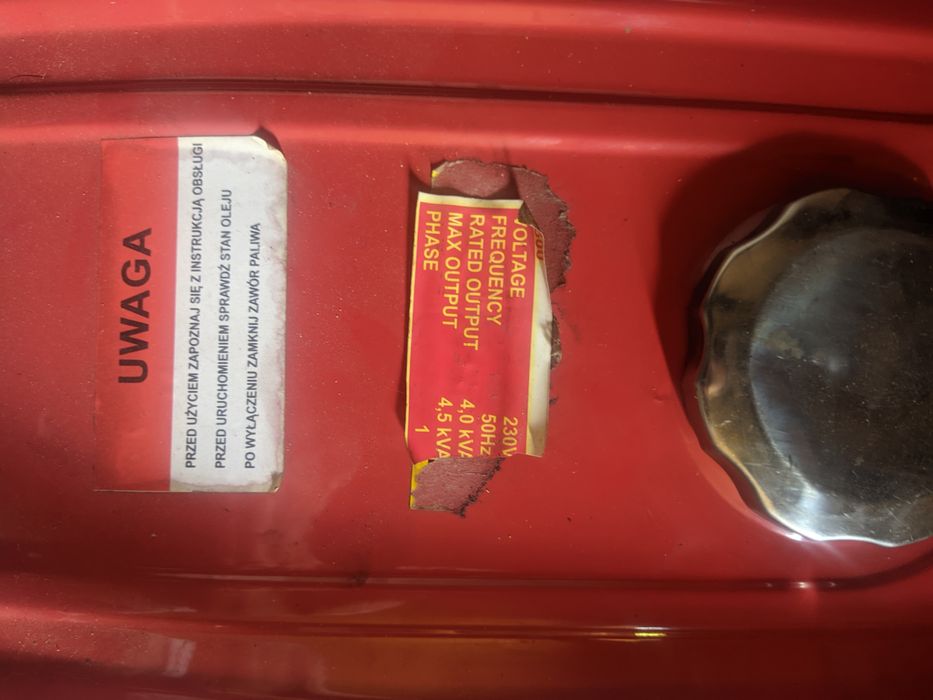 UWAGA
PRZED UŻYCIEM ZAPOZNAJ SIĘ Z INSTRUKCJĄ OBSŁUGI
PRZED URUCHOMIENIEM SPRAWDŹ STAN OLEJU
PO WYŁĄCZENIU ZAMKNIJ ZAWÓR PALIWA
VOLTAGE 230V
FREQUENCY 50Hz
RATED OUTPUT 4,0 kVA
MAX OUTPUT 4,5 kVA
PHASE 1